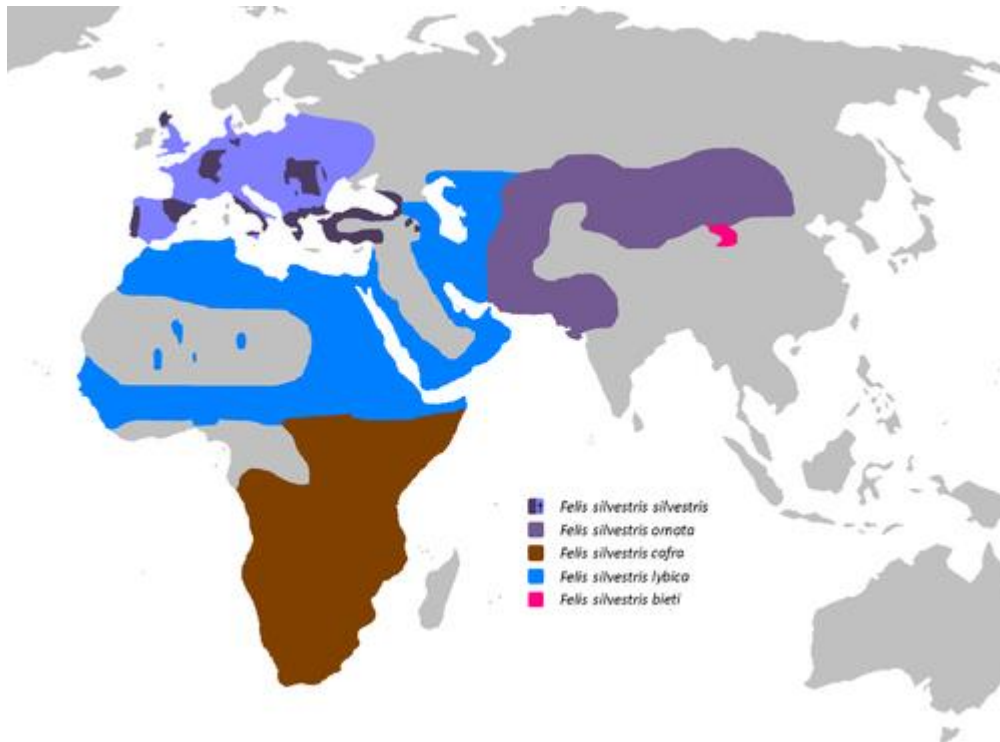 Felis silvestris silvestris
Felis silvestris ornata
Felis silvestris cafra
Felis silvestris lybica
Felis silvestris bieti